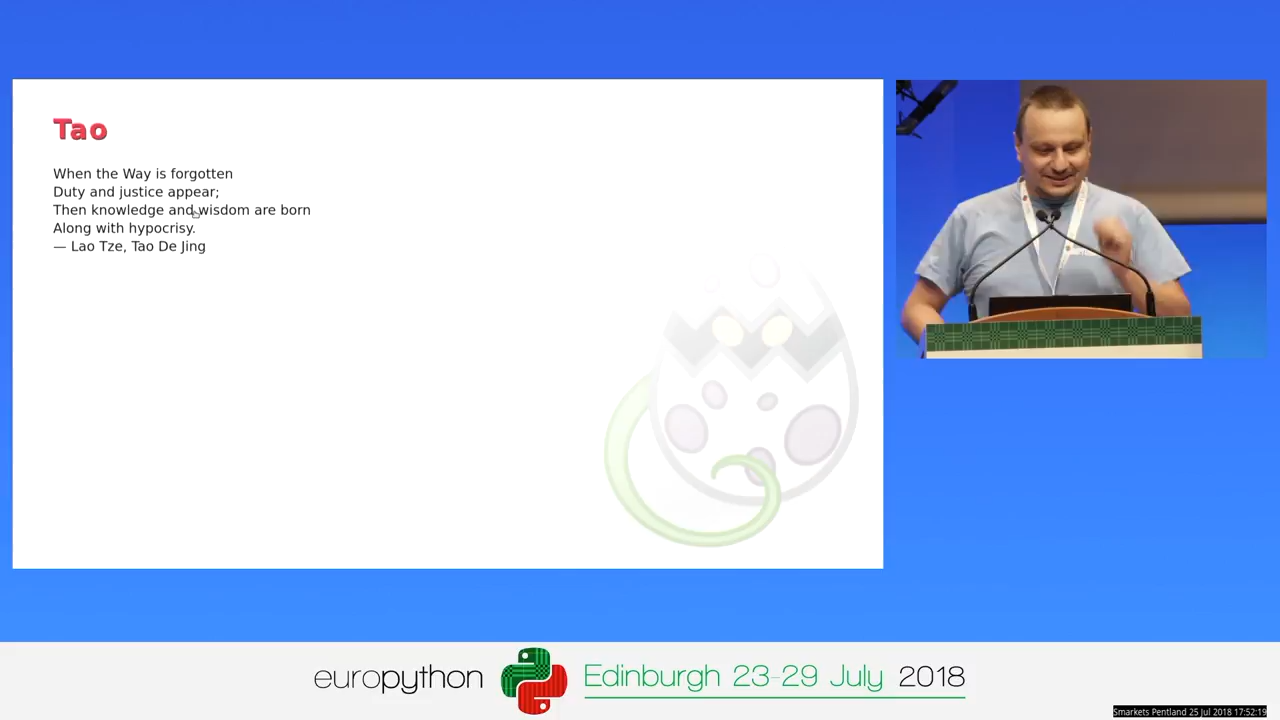 Tao
When the Way is forgotten
Duty and justice appear;
Then knowledge and wisdom are born
Along with hypocrisy.
— Lao Tze, Tao De Jing
europython
Edinburgh 23-29 July 2018
Smarkets Pentland 25 Jul 2018 17:52:19